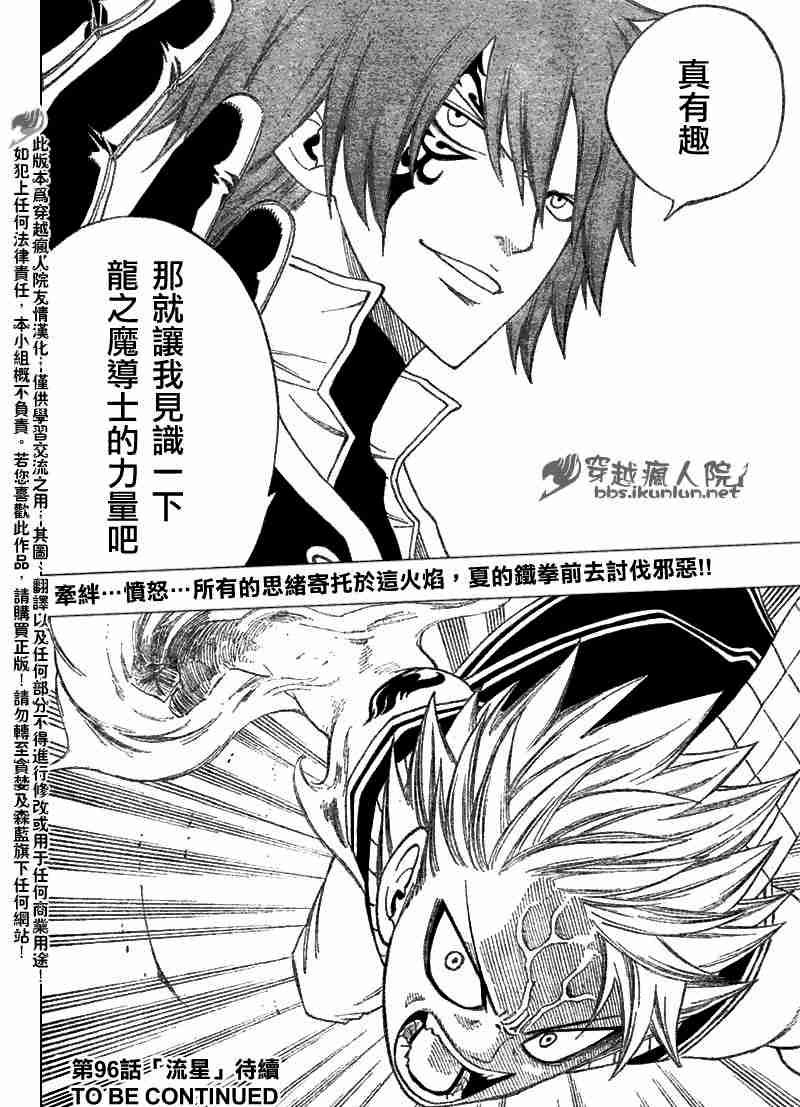 真有趣
那就讓我見識一下
龍之魔導士的力量吧
穿越瘋人院
bbs.ikunlun.net
牽絆…憤怒…所有的思緒寄托於這火焰，夏的鐵拳前去討伐邪惡!!
第96話「流星」待續
TO BE CONTINUED
此版本爲穿越瘋人院友情漢化…僅供學習交流之用…其圖…翻譯以及任何部分不得進行修改或用于任何商業用途！
如犯上任何法律責任，本小組概不負責。若您喜歡此作品，請購買正版！請勿轉至貪婪及森藍旗下任何網站！